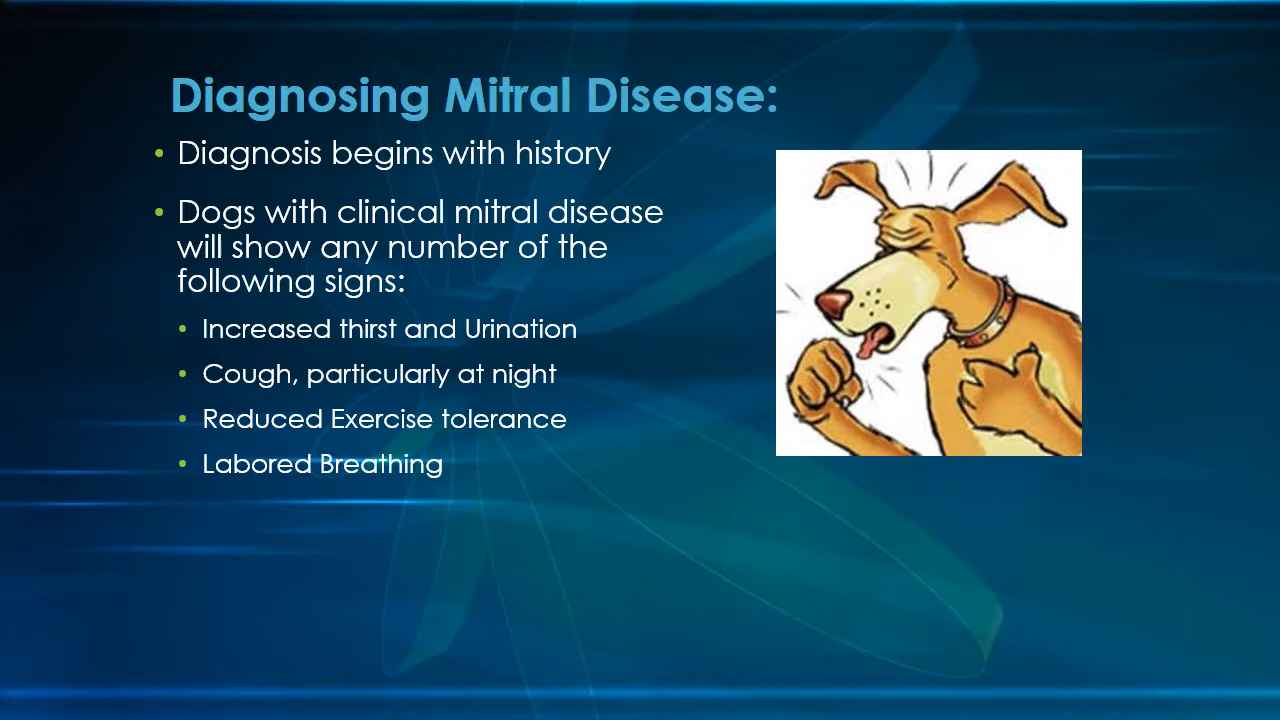 Diagnosing Mitral Disease:
• Diagnosis begins with history
• Dogs with clinical mitral disease
will show any number of the
following signs:
• Increased thirst and Urination
• Cough, particularly at night
• Reduced Exercise tolerance
• Labored Breathing